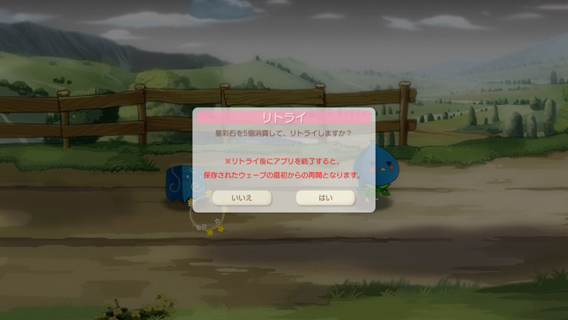 リトライ
星彩石を5個消費して、リトライしますか？
※リトライ後にアプリを終了すると、
保存されたウェーブの最初からの再開となります。
いいえ
はい